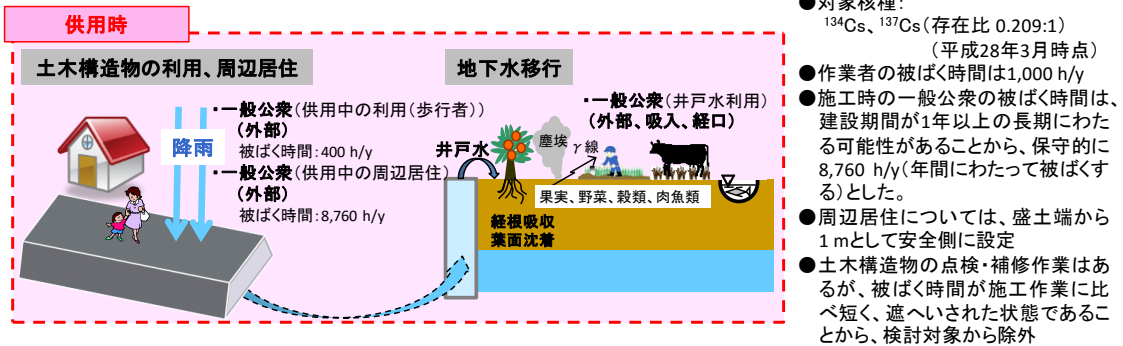 供用時
土木構造物の利用、周辺居住
降雨
・一般公衆(供用中の利用(歩行者))
(外部)
被ばく時間:400 h/y
・一般公衆(供用中の周辺居住)
(外部)
被ばく時間:8,760 h/y
地下水移行
・一般公衆(井戸水利用)
(外部、吸入、経口)
井戸水
塵埃
γ線
果実、野菜、穀類、肉魚類
経根吸収
葉面沈着
●対象核種:
¹³⁴Cs、¹³⁷Cs(存在比 0.209:1)
(平成28年3月時点)
●作業者の被ばく時間は1,000 h/y
●施工時の一般公衆の被ばく時間は、
建設期間が1年以上の長期にわた
る可能性があることから、保守的に
8,760 h/y(年間にわたって被ばくす
る)とした。
●周辺居住については、盛土端から
1 mとして安全側に設定
●土木構造物の点検・補修作業はあ
るが、被ばく時間が施工作業に比
べ短く、遮へいされた状態であるこ
とから、検討対象から除外